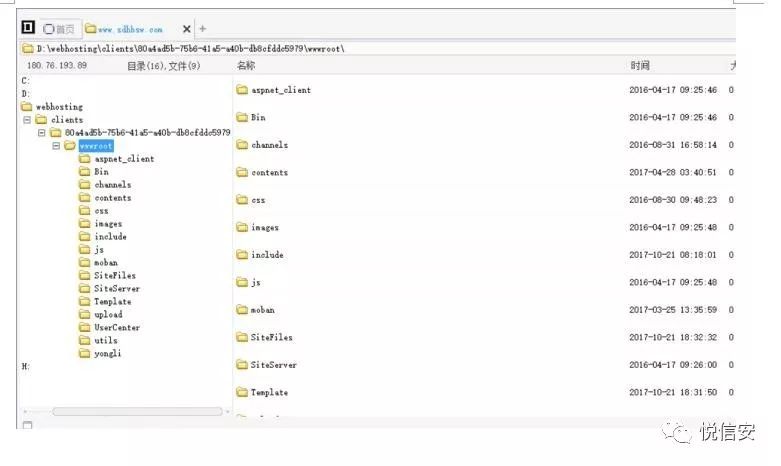 首页
www.sdhbsw.com
D:\webhosting\clients\80a4ad5b-75b6-41a5-a40b-db8cfddc5979\wwwroot\
180.76.193.89 目录(16),文件(9) 名称 时间 大
C:
D:
webhosting
clients
80a4ad5b-75b6-41a5-a40b-db8cfddc5979
wwwroot
aspnet_client
Bin
channels
contents
css
images
include
js
moban
SiteFiles
SiteServer
Template
upload
UserCenter
utils
yongli
H:
aspnet_client 2016-04-17 09:25:46 0
Bin 2016-04-17 09:25:46 0
channels 2016-08-31 16:58:14 0
contents 2017-04-28 03:40:51 0
css 2016-08-30 09:48:23 0
images 2016-04-17 09:25:48 0
include 2017-10-21 08:18:01 0
js 2016-04-17 09:25:48 0
moban 2017-03-25 13:35:59 0
SiteFiles 2017-10-21 18:32:32 0
SiteServer 2016-04-17 09:26:00 0
Template 2017-10-21 18:31:50 0
悦信安